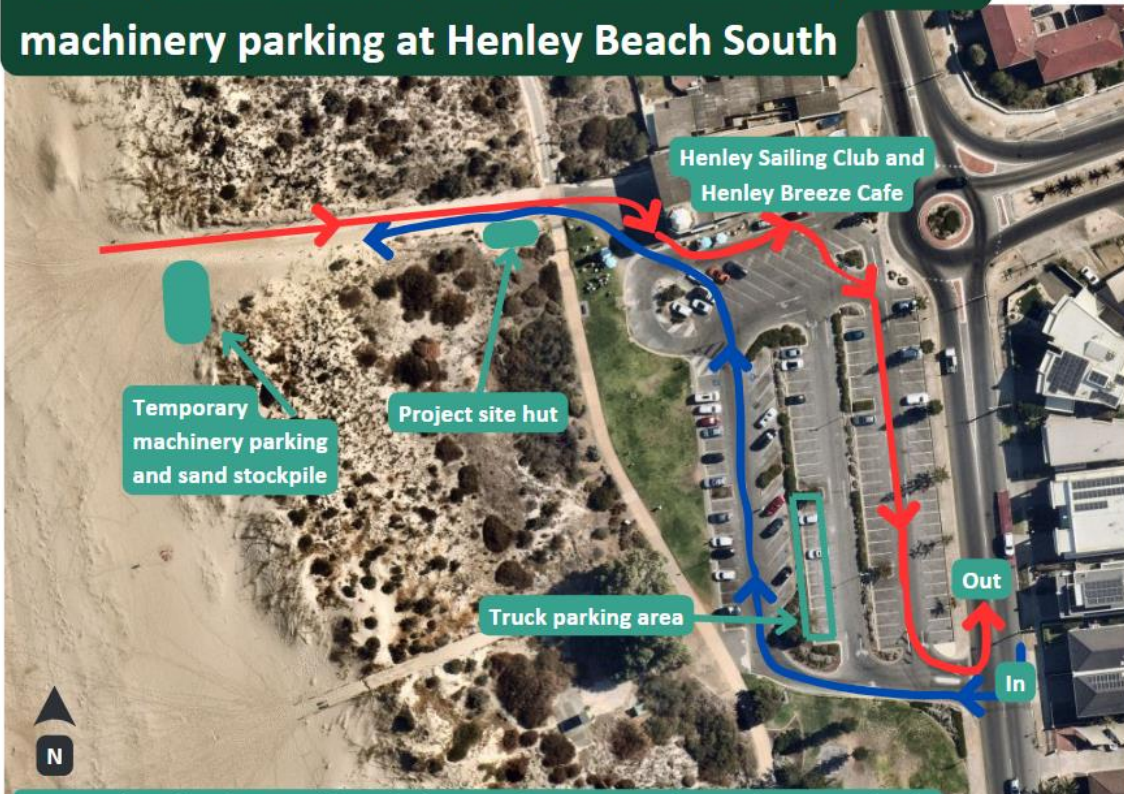 machinery parking at Henley Beach South
Henley Sailing Club and
Henley Breeze Cafe
Temporary
machinery parking
and sand stockpile
Project site hut
Truck parking area
Out
In
N